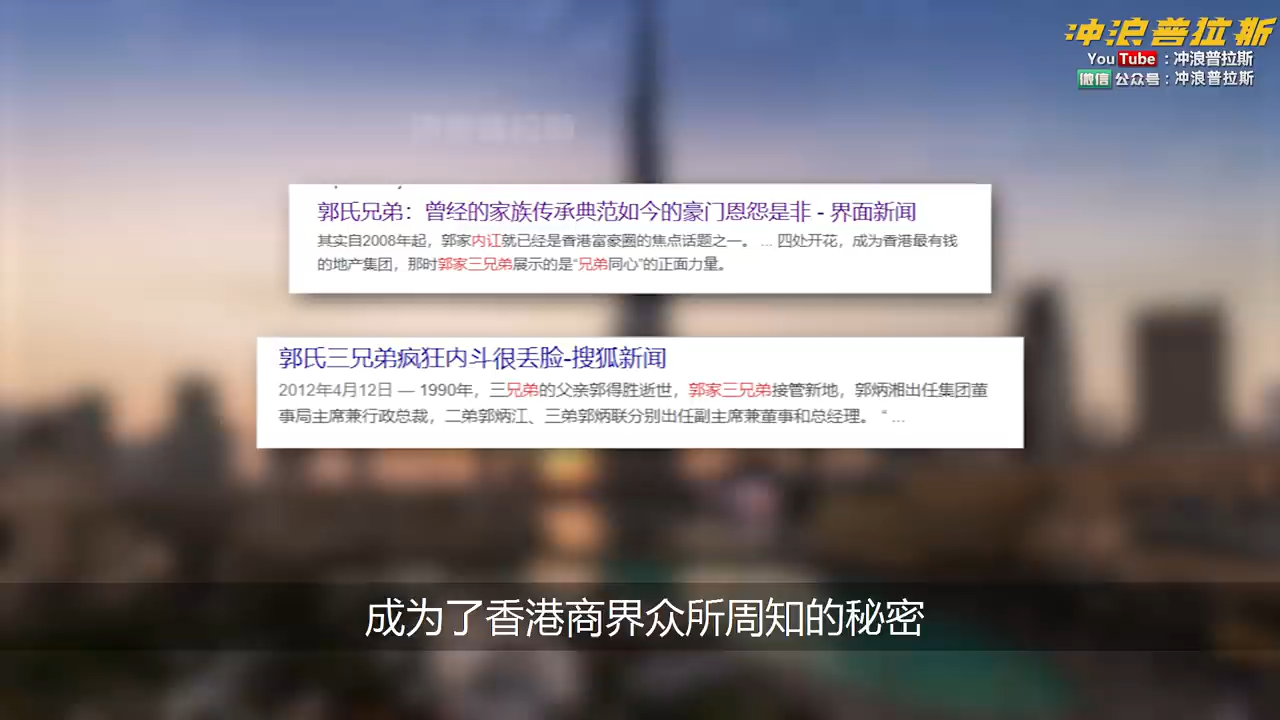 冲浪普拉斯
YouTube：冲浪普拉斯
微信 公众号：冲浪普拉斯
郭氏兄弟：曾经的家族传承典范如今的豪门恩怨是非 - 界面新闻
其实自2008年起，郭家内讧就已经是香港富豪圈的焦点话题之一。 ... 四处开花，成为香港最有钱
的地产集团，那时郭家三兄弟展示的是“兄弟同心”的正面力量。
郭氏三兄弟疯狂内斗很丢脸-搜狐新闻
2012年4月12日 — 1990年，三兄弟的父亲郭得胜逝世，郭家三兄弟接管新地，郭炳湘出任集团董
事局主席兼行政总裁，二弟郭炳江、三弟郭炳联分别出任副主席兼董事和总经理。 “ ...
成为了香港商界众所周知的秘密